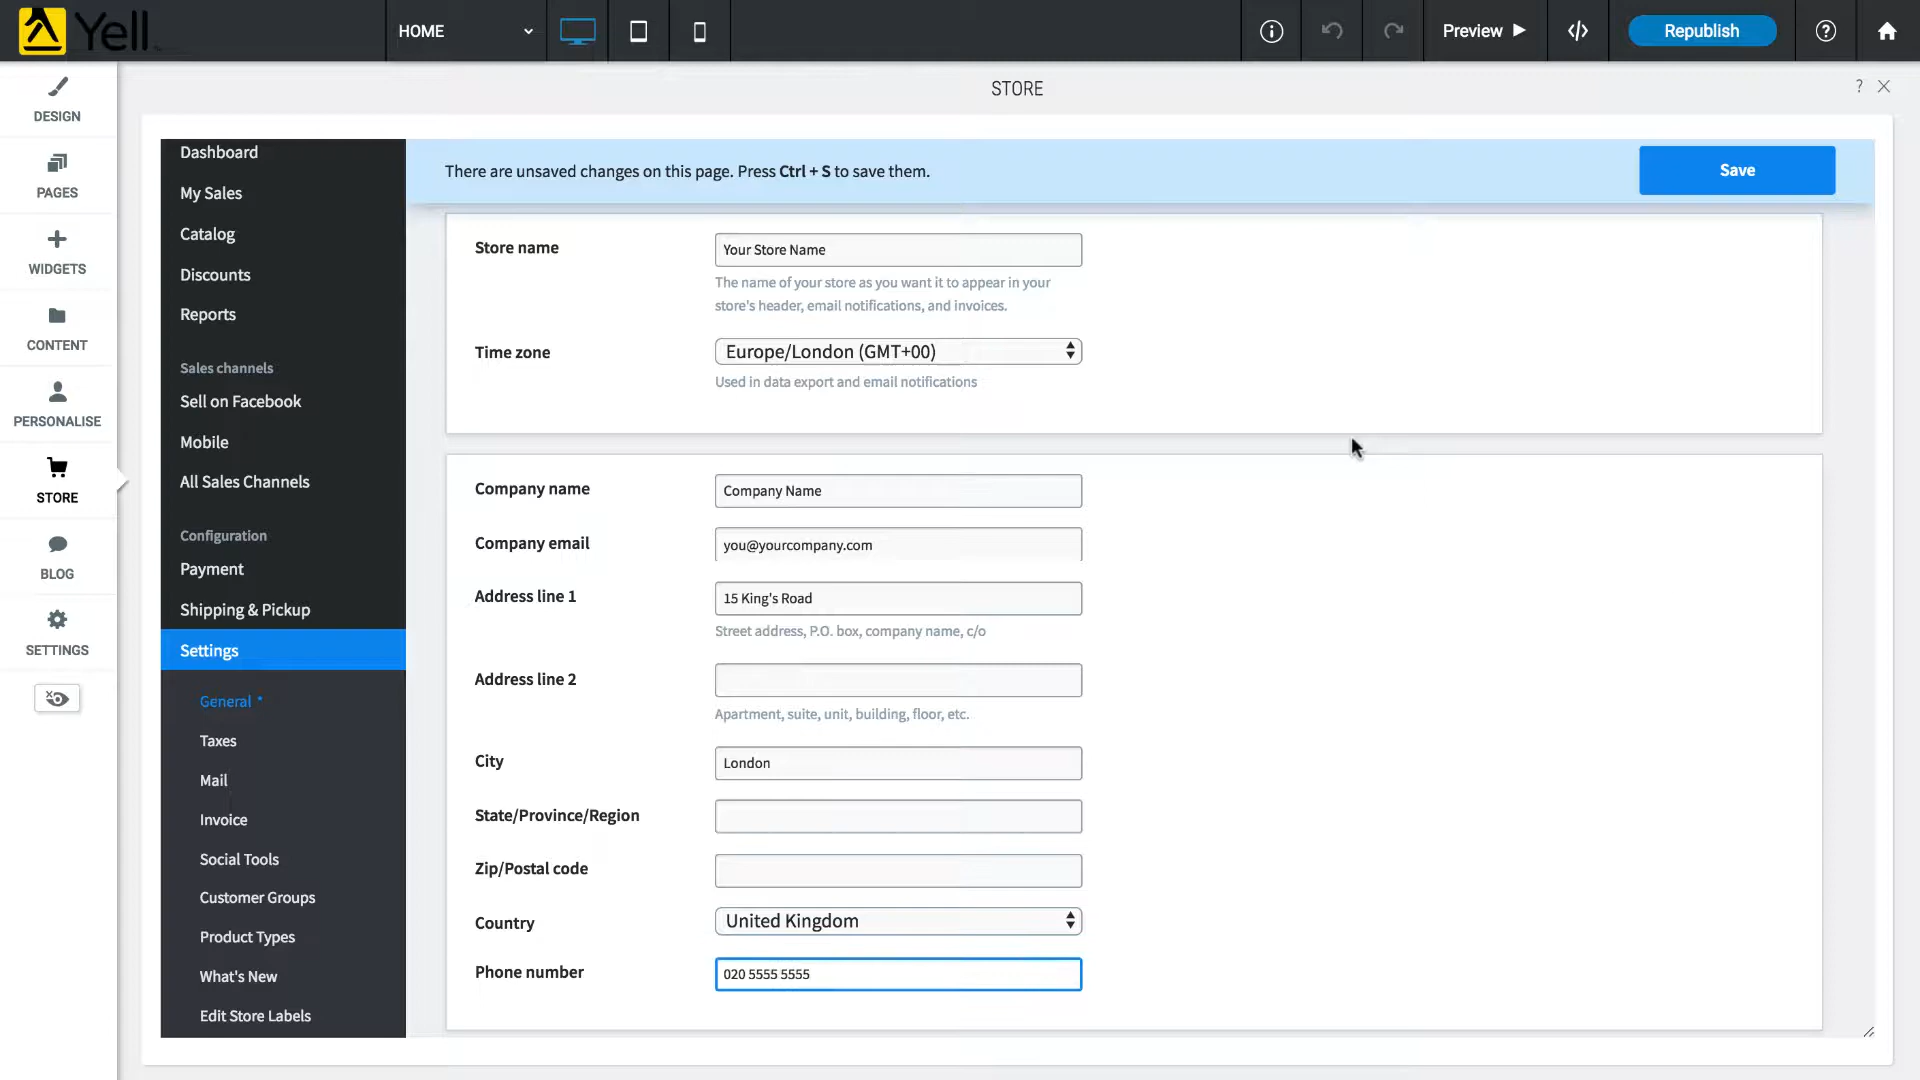 Yell
HOME
Preview
Republish
DESIGN
PAGES
WIDGETS
CONTENT
PERSONALISE
STORE
BLOG
SETTINGS
STORE
?
Dashboard
My Sales
Catalog
Discounts
Reports
Sales channels
Sell on Facebook
Mobile
All Sales Channels
Configuration
Payment
Shipping & Pickup
Settings
General *
Taxes
Mail
Invoice
Social Tools
Customer Groups
Product Types
What's New
Edit Store Labels
There are unsaved changes on this page. Press Ctrl + S to save them.
Save
Store name
Your Store Name
The name of your store as you want it to appear in your
store's header, email notifications, and invoices.
Time zone
Europe/London (GMT+00)
Used in data export and email notifications
Company name
Company Name
Company email
you@yourcompany.com
Address line 1
15 King's Road
Street address, P.O. box, company name, c/o
Address line 2
Apartment, suite, unit, building, floor, etc.
City
London
State/Province/Region
Zip/Postal code
Country
United Kingdom
Phone number
020 5555 5555